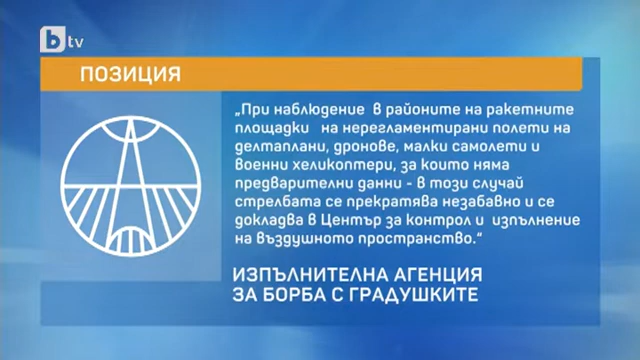 btv
ПОЗИЦИЯ
„При наблюдение в районите на ракетните
площадки на нерегламентирани полети на
делтаплани, дронове, малки самолети и
военни хеликоптери, за които няма
предварителни данни - в този случай
стрелбата се прекратява незабавно и се
докладва в Център за контрол и изпълнение
на въздушното пространство.“
ИЗПЪЛНИТЕЛНА АГЕНЦИЯ
ЗА БОРБА С ГРАДУШКИТЕ